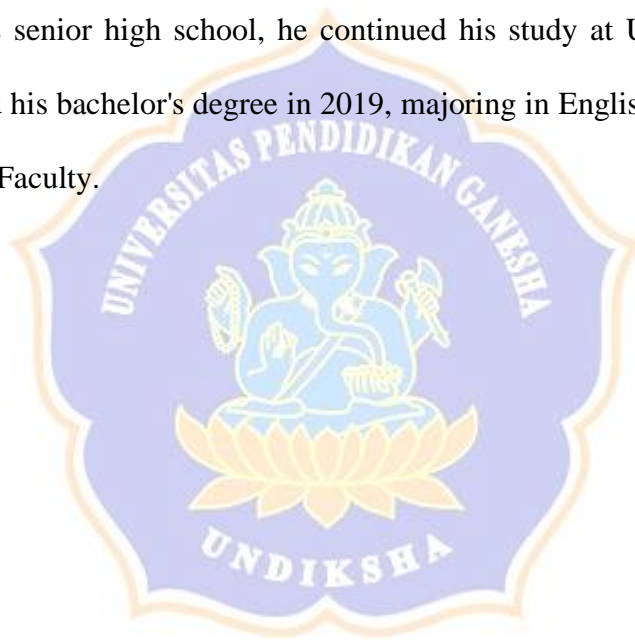 senior high school, he continued his study at U
his bachelor's degree in 2019, majoring in Englis
Faculty.
UNIVERSITAS PENDIDIKAN GANESHA
UNDIKSHA